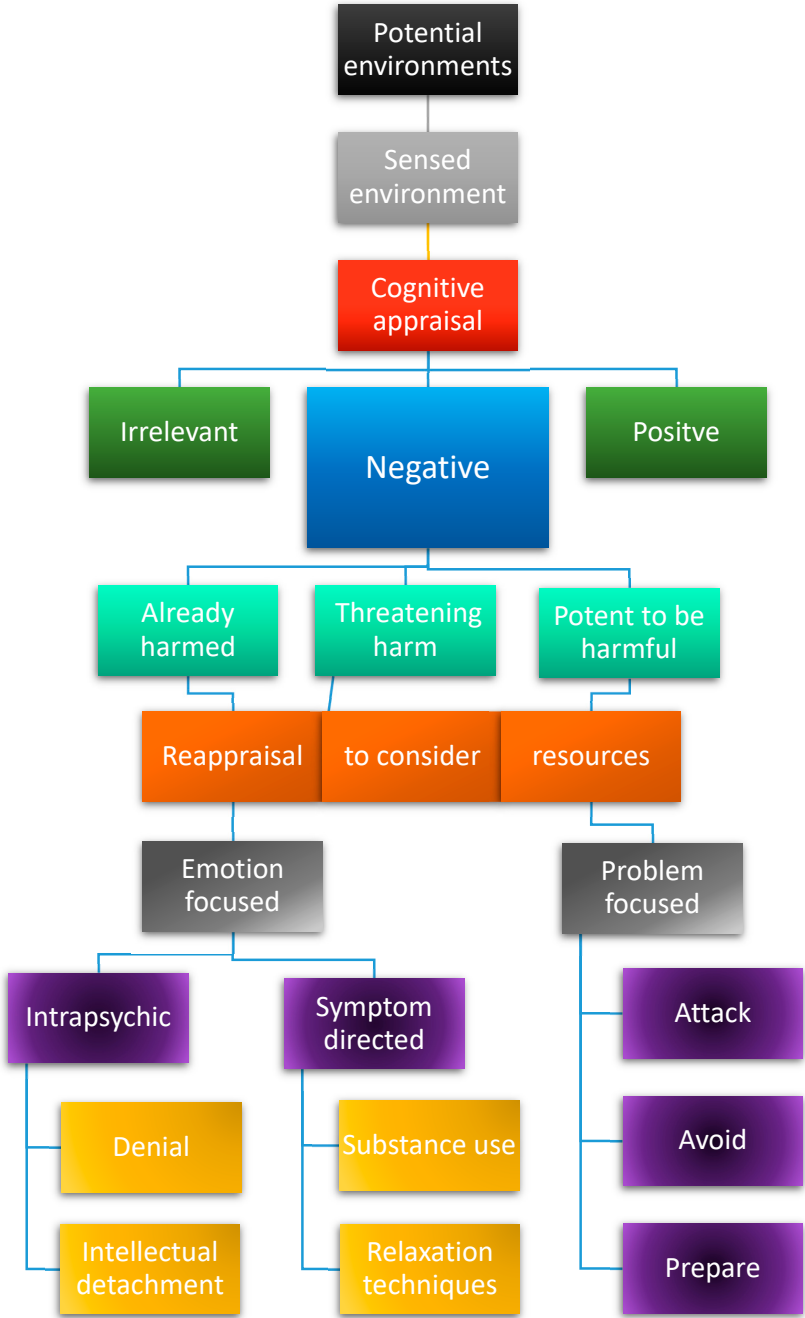 Potential
environments
Sensed
environment
Cognitive
appraisal
Irrelevant
Negative
Positve
Already
harmed
Threatening
harm
Potent to be
harmful
Reappraisal
to consider
resources
Emotion
focused
Problem
focused
Intrapsychic
Symptom
directed
Attack
Denial
Substance use
Avoid
Intellectual
detachment
Relaxation
techniques
Prepare